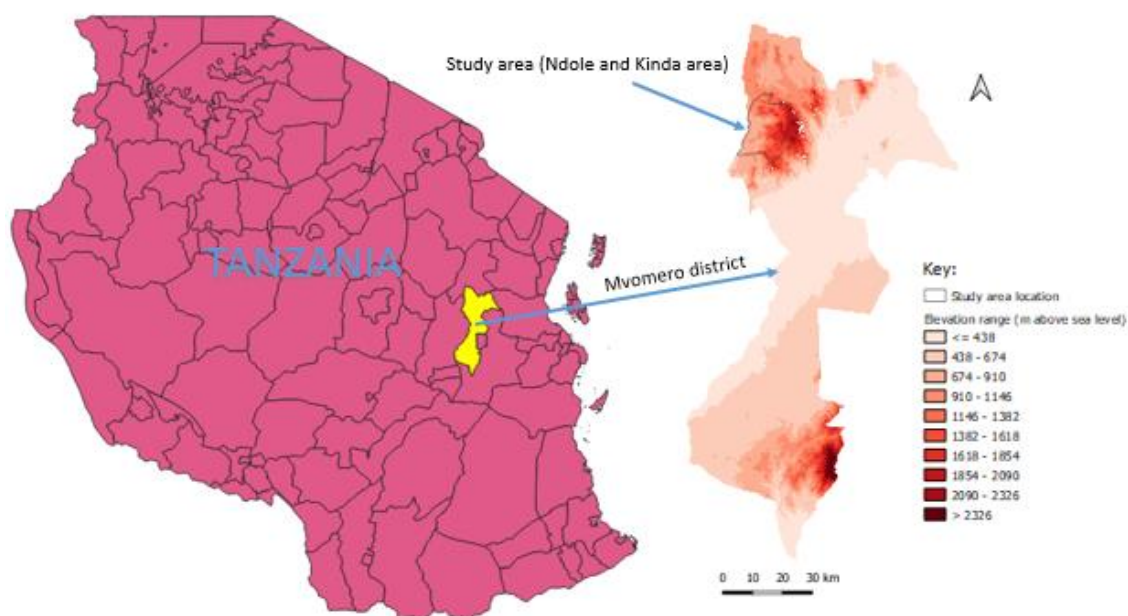 Study area (Ndole and Kinda area)
TANZANIA
Mvomero district
Key:
Study area location
Elevation range (m above sea level)
<= 438
438 - 674
674 - 910
910 - 1146
1146 - 1382
1382 - 1618
1618 - 1854
1854 - 2090
2090 - 2326
> 2326
0 10 20 30 km